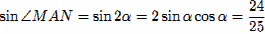 sin∠MAN = sin 2α = 2 sin α cos α = 24/25